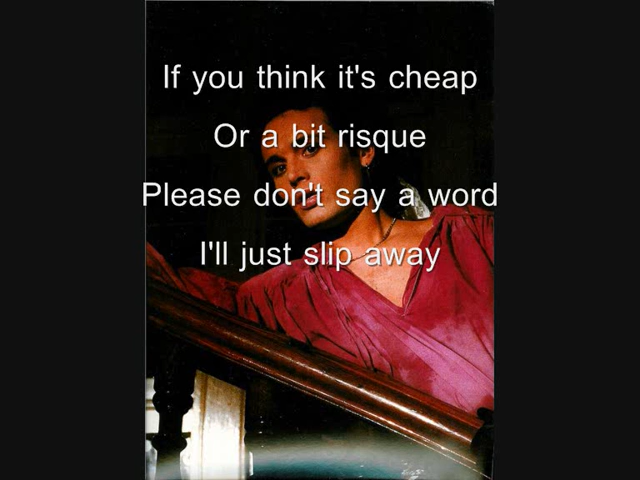 If you think it's cheap
Or a bit risque
Please don't say a word
I'll just slip away